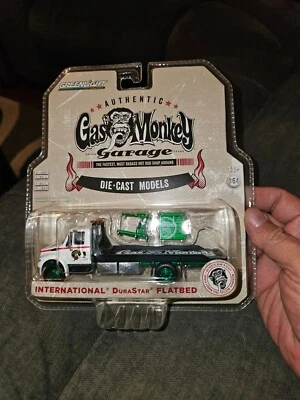 GREENLIGHT
AUTHENTIC
Gas Monkey
Garage
THE FASTEST, MOST BADASS HOT ROD SHOP AROUND
DIE-CAST MODELS
INTERNATIONAL® DURASTAR® FLATBED